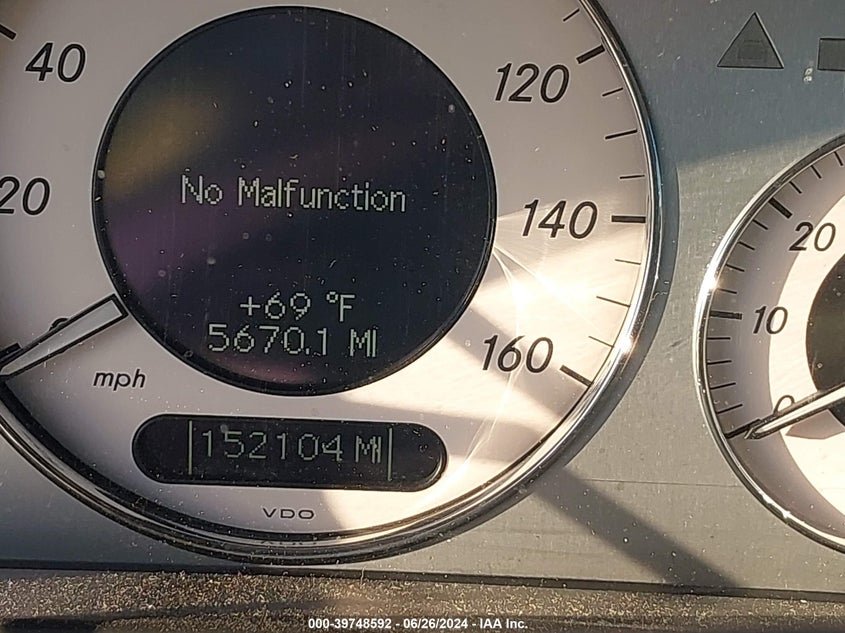 40
20
No Malfunction
+69 °F
5670.1 MI
mph
152104 MI
VDO
120
140
160
20
10
0
000-39748592 - 06/26/2024 - IAA Inc.